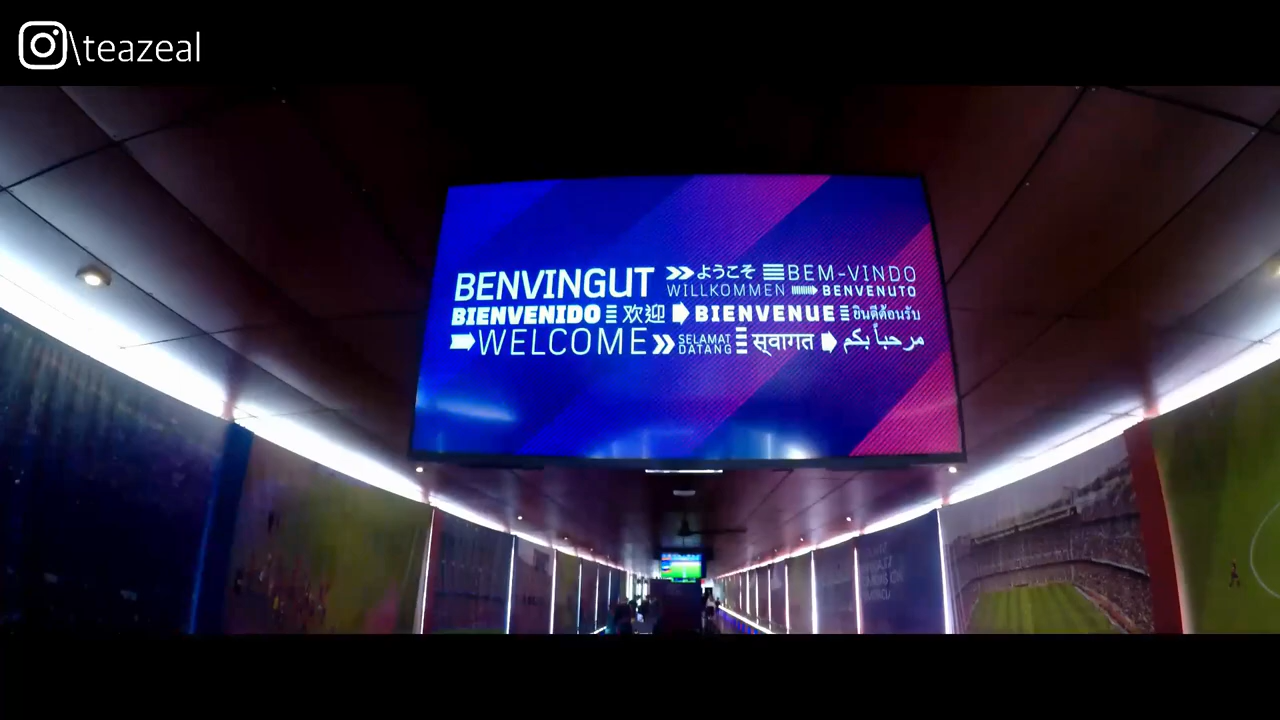 \teazeal
BENVINGUT ようこそ BEM-VINDO
WILLKOMMEN BENVENUTO
BIENVENIDO 欢迎 BIENVENUE ยินดีต้อนรับ
WELCOME SELAMAT DATANG स्वागत مرحباً بكم